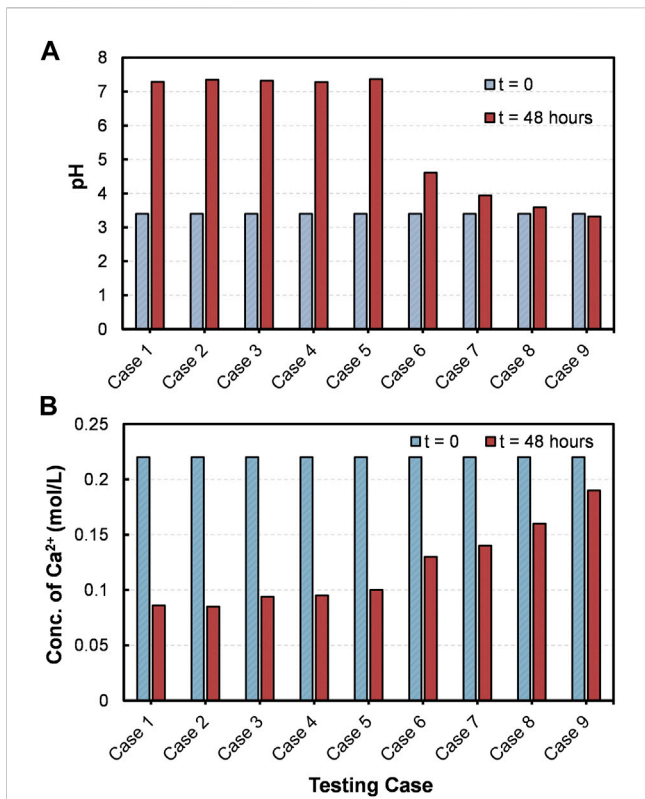 A
8
7
6
5
4
3
2
1
0
pH
t = 0
t = 48 hours
Case 1
Case 2
Case 3
Case 4
Case 5
Case 6
Case 7
Case 8
Case 9
B
0.25
0.2
0.15
0.1
0.05
0
Conc. of Ca²⁺ (mol/L)
t = 0 t = 48 hours
Case 1
Case 2
Case 3
Case 4
Case 5
Case 6
Case 7
Case 8
Case 9
Testing Case